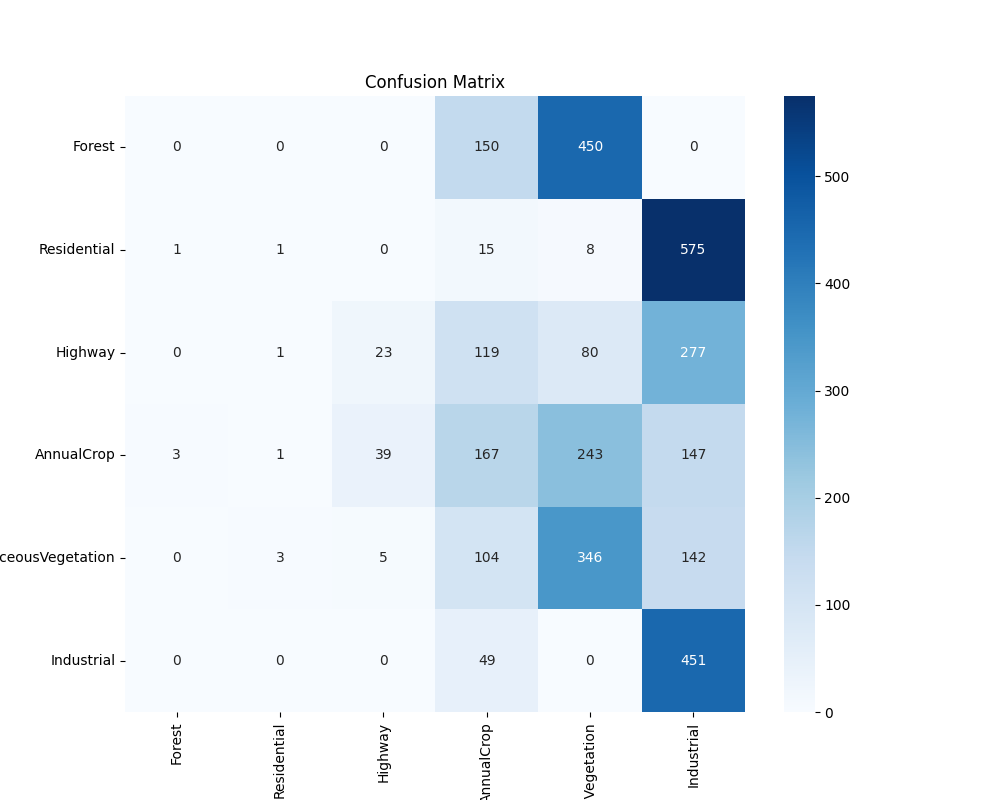 Confusion Matrix
Forest 0 0 0 150 450 0
Residential 1 1 0 15 8 575
Highway 0 1 23 119 80 277
AnnualCrop 3 1 39 167 243 147
ceousVegetation 0 3 5 104 346 142
Industrial 0 0 0 49 0 451
Forest Residential Highway AnnualCrop Vegetation Industrial
500
400
300
200
100
0